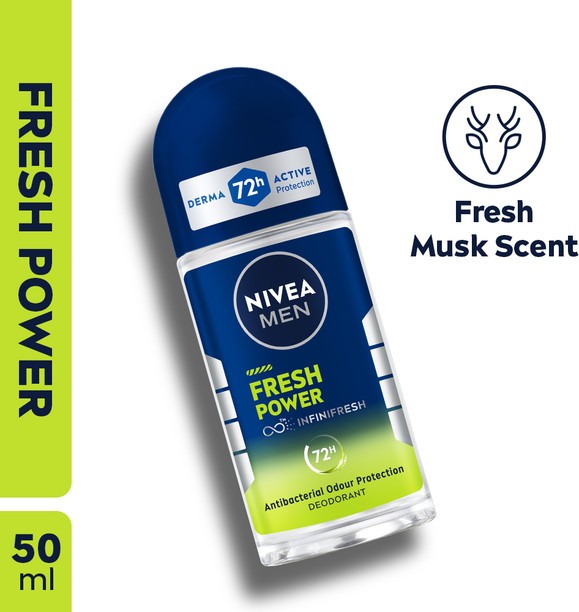 FRESH POWER
50
ml
DERMA 72h ACTIVE
Protection
NIVEA
MEN
FRESH
POWER
INFINIFRESH
72H
Antibacterial Odour Protection
DEODORANT
Fresh
Musk Scent